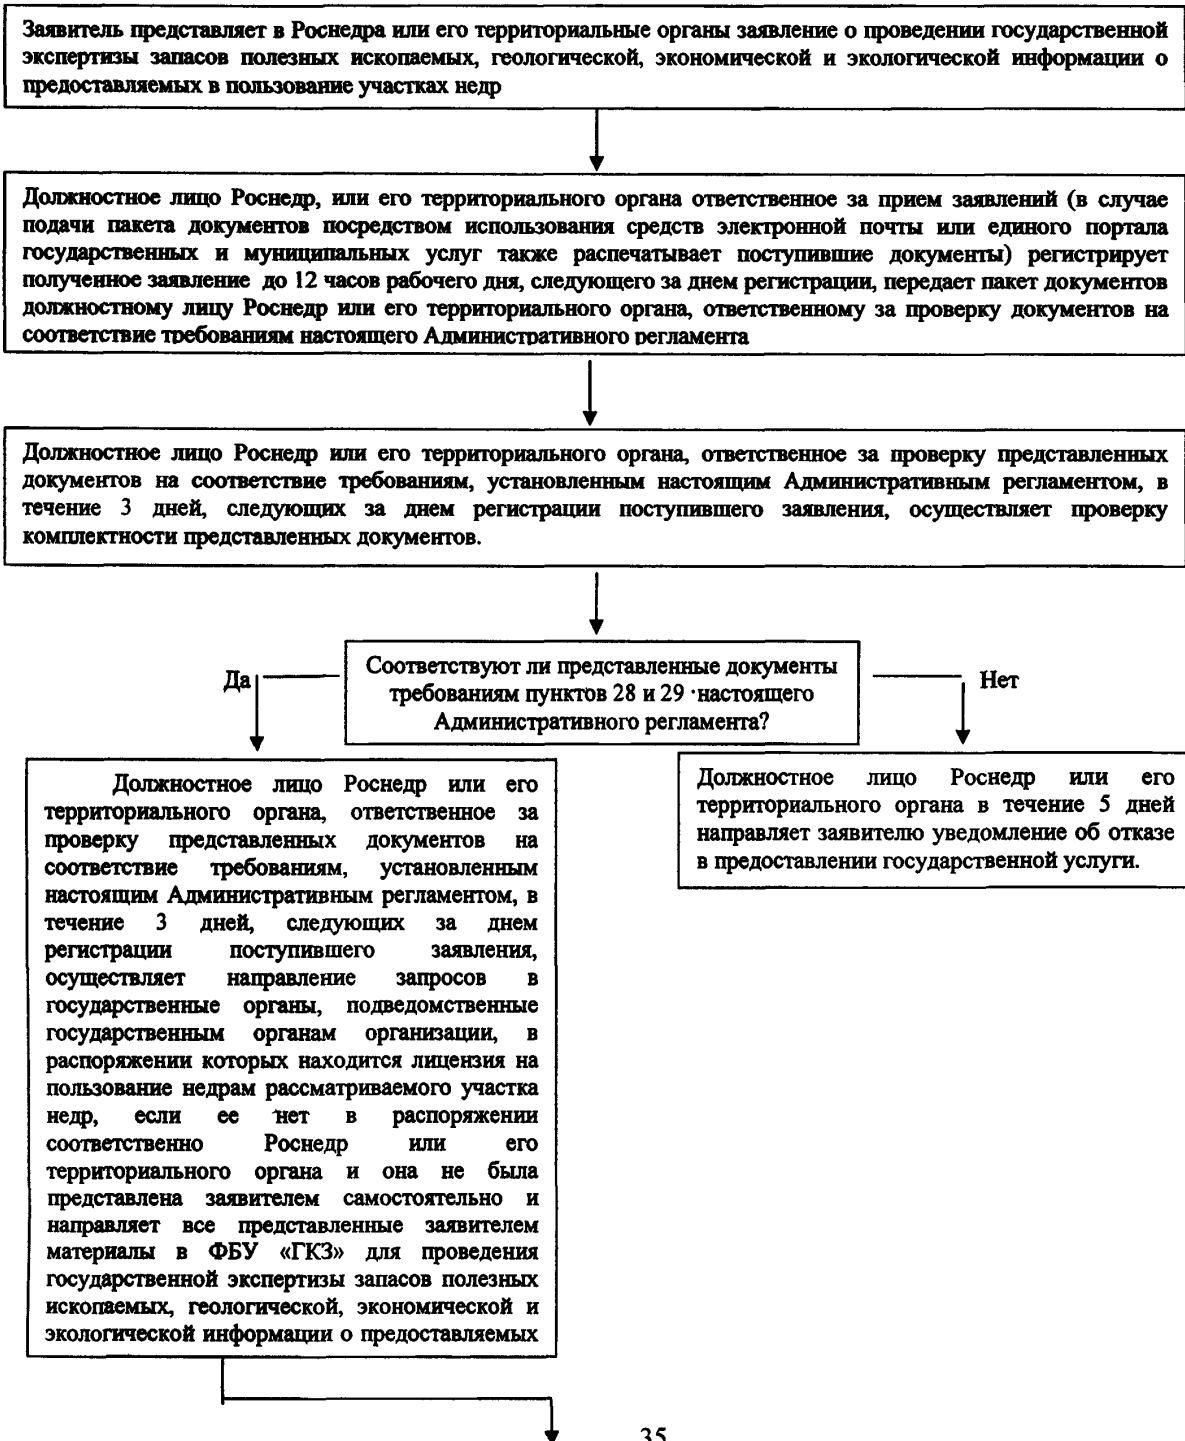 Заявитель представляет в Роснедра или его территориальные органы заявление о проведении государственной
экспертизы запасов полезных ископаемых, геологической, экономической и экологической информации о
предоставляемых в пользование участках недр
Должностное лицо Роснедр, или его территориального органа ответственное за прием заявлений (в случае
подачи пакета документов посредством использования средств электронной почты или единого портала
государственных и муниципальных услуг также распечатывает поступившие документы) регистрирует
полученное заявление до 12 часов рабочего дня, следующего за днем регистрации, передает пакет документов
должностному лицу Роснедр или его территориального органа, ответственному за проверку документов на
соответствие требованиям настоящего Административного регламента
Должностное лицо Роснедр или его территориального органа, ответственное за проверку представленных
документов на соответствие требованиям, установленным настоящим Административным регламентом, в
течение 3 дней, следующих за днем регистрации поступившего заявления, осуществляет проверку
комплектности представленных документов.
Соответствуют ли представленные документы
требованиям пунктов 28 и 29 настоящего
Административного регламента?
Да
Нет
Должностное лицо Роснедр или его
территориального органа, ответственное за
проверку представленных документов на
соответствие требованиям, установленным
настоящим Административным регламентом, в
течение 3 дней, следующих за днем
регистрации поступившего заявления,
осуществляет направление запросов в
государственные органы, подведомственные
государственным органам организации, в
распоряжении которых находится лицензия на
пользование недрам рассматриваемого участка
недр, если ее нет в распоряжении
соответственно Роснедр или его
территориального органа и она не была
представлена заявителем самостоятельно и
направляет все представленные заявителем
материалы в ФБУ «ГКЗ» для проведения
государственной экспертизы запасов полезных
ископаемых, геологической, экономической и
экологической информации о предоставляемых
Должностное лицо Роснедр или его
территориального органа в течение 5 дней
направляет заявителю уведомление об отказе
в предоставлении государственной услуги.
35